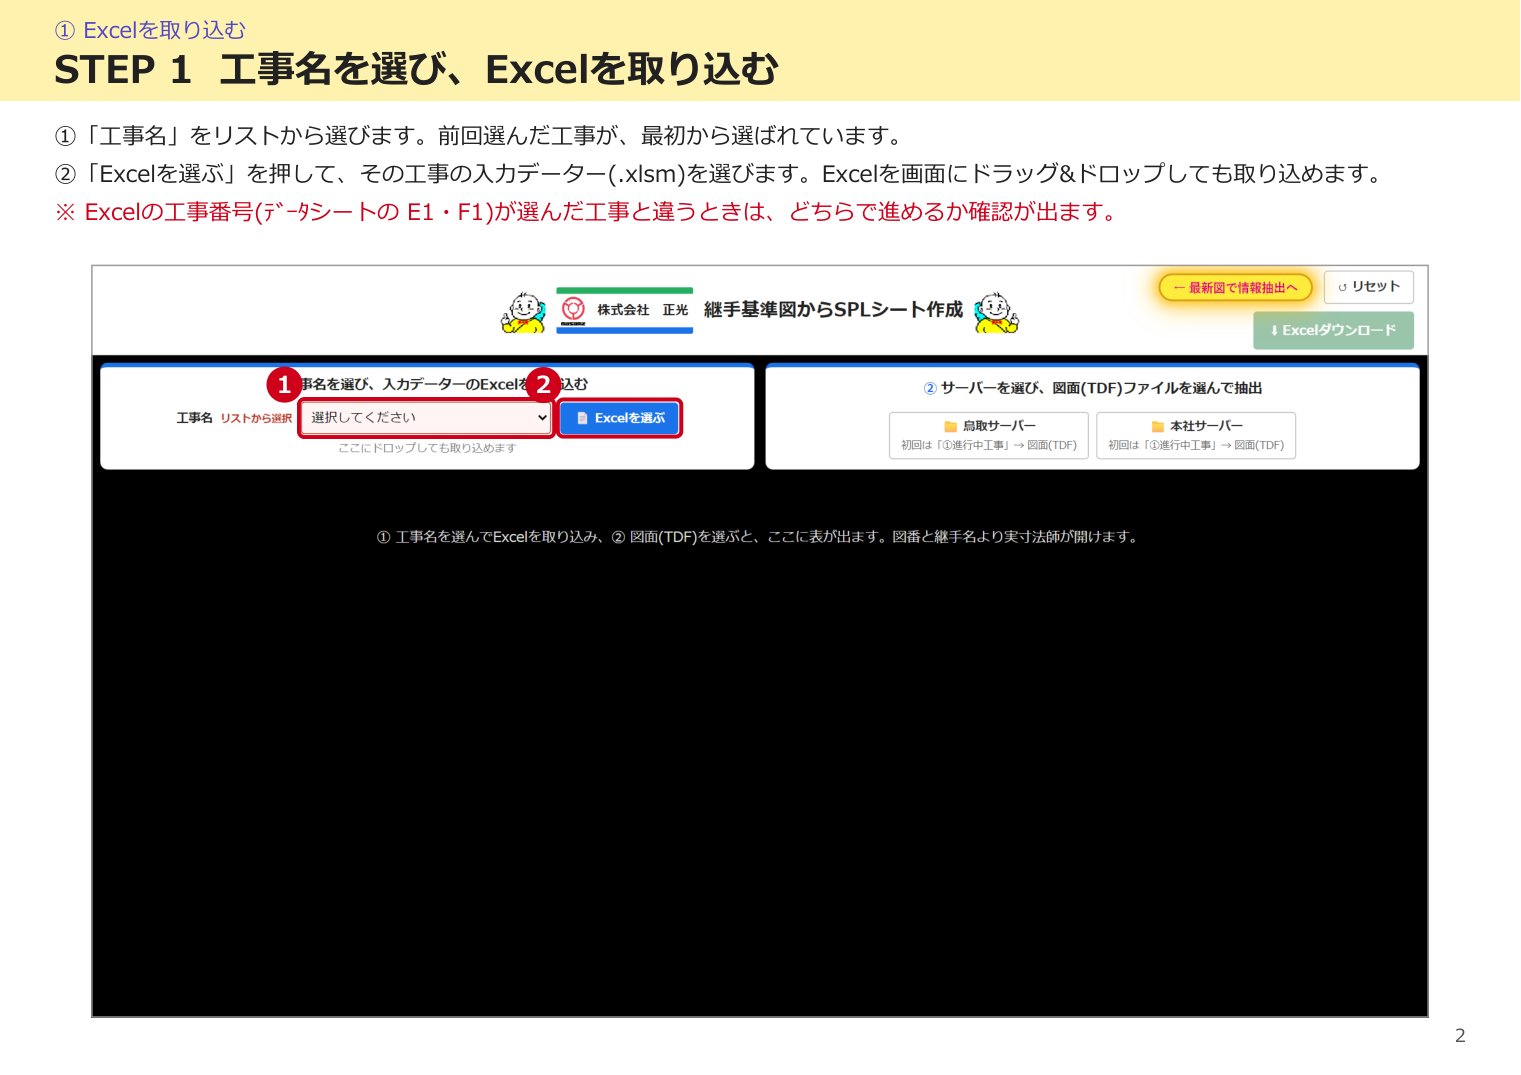 ① Excelを取り込む
STEP 1 工事名を選び、Excelを取り込む
①「工事名」をリストから選びます。前回選んだ工事が、最初から選ばれています。
②「Excelを選ぶ」を押して、その工事の入力データー(.xlsm)を選びます。Excelを画面にドラッグ&ドロップしても取り込めます。
※ Excelの工事番号(ﾃﾞｰﾀシートの E1・F1)が選んだ工事と違うときは、どちらで進めるか確認が出ます。
←最新図で情報抽出へ
↺ リセット
株式会社 正光
継手基準図からSPLシート作成
⬇ Excelダウンロード
1 事名を選び、入力データーのExcelを 2 込む
工事名 リストから選択 選択してください
Excelを選ぶ
ここにドロップしても取り込めます
② サーバーを選び、図面(TDF)ファイルを選んで抽出
鳥取サーバー
初回は「①進行中工事」→ 図面(TDF)
本社サーバー
初回は「①進行中工事」→ 図面(TDF)
① 工事名を選んでExcelを取り込み、② 図面(TDF)を選ぶと、ここに表が出ます。図番と継手名より実寸法師が開けます。
2